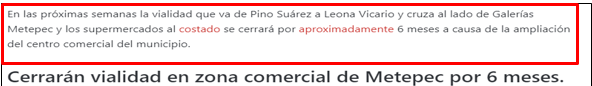 En las próximas semanas la vialidad que va de Pino Suárez a Leona Vicario y cruza al lado de Galerías
Metepec y los supermercados al costado se cerrará por aproximadamente 6 meses a causa de la ampliación
del centro comercial del municipio.
Cerrarán vialidad en zona comercial de Metepec por 6 meses.